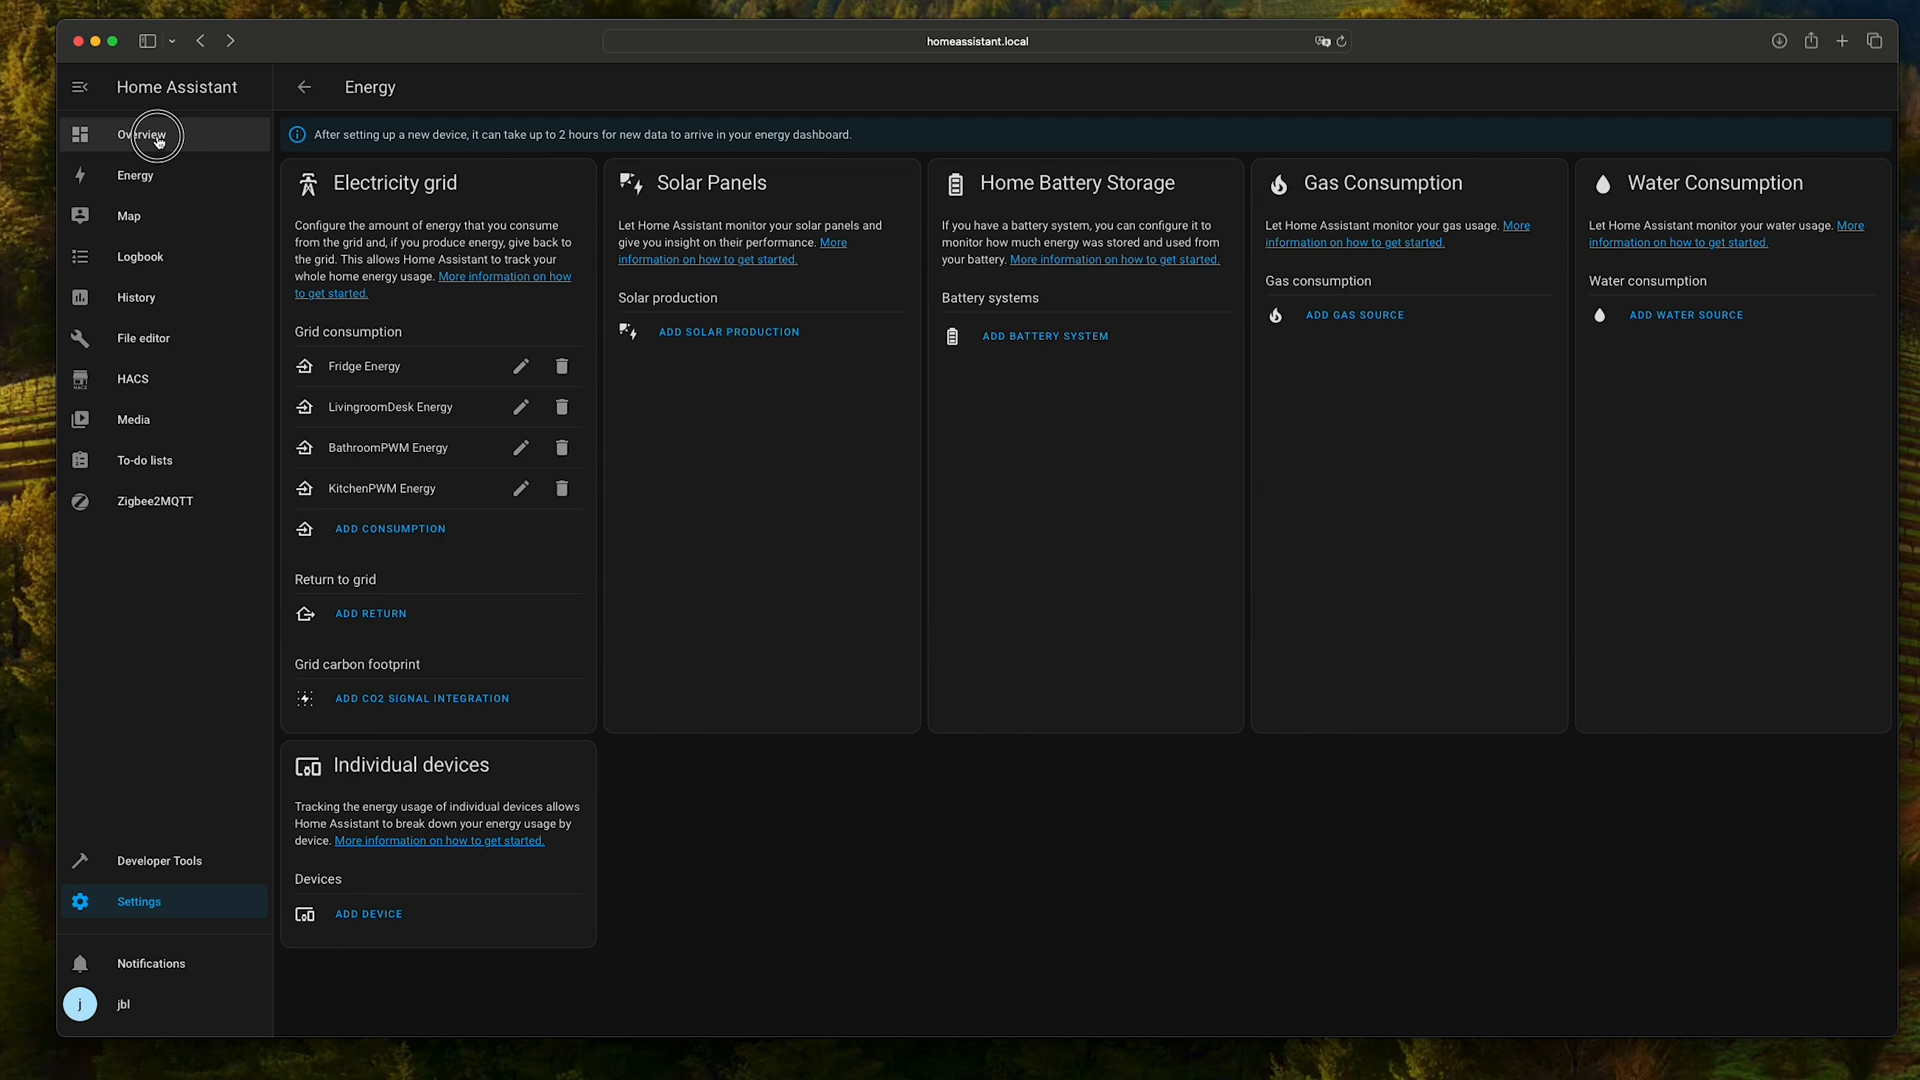 homeassistant.local
Home Assistant
Energy
Overview
Energy
Map
Logbook
History
File editor
HACS
HACS
Media
To-do lists
Zigbee2MQTT
Developer Tools
Settings
Notifications
j
jbl
After setting up a new device, it can take up to 2 hours for new data to arrive in your energy dashboard.
Electricity grid
Configure the amount of energy that you consume
from the grid and, if you produce energy, give back to
the grid. This allows Home Assistant to track your
whole home energy usage. More information on how
to get started.
Grid consumption
Fridge Energy
LivingroomDesk Energy
BathroomPWM Energy
KitchenPWM Energy
ADD CONSUMPTION
Return to grid
ADD RETURN
Grid carbon footprint
ADD CO2 SIGNAL INTEGRATION
Solar Panels
Let Home Assistant monitor your solar panels and
give you insight on their performance. More
information on how to get started.
Solar production
ADD SOLAR PRODUCTION
Home Battery Storage
If you have a battery system, you can configure it to
monitor how much energy was stored and used from
your battery. More information on how to get started.
Battery systems
ADD BATTERY SYSTEM
Gas Consumption
Let Home Assistant monitor your gas usage. More
information on how to get started.
Gas consumption
ADD GAS SOURCE
Water Consumption
Let Home Assistant monitor your water usage. More
information on how to get started.
Water consumption
ADD WATER SOURCE
Individual devices
Tracking the energy usage of individual devices allows
Home Assistant to break down your energy usage by
device. More information on how to get started.
Devices
ADD DEVICE